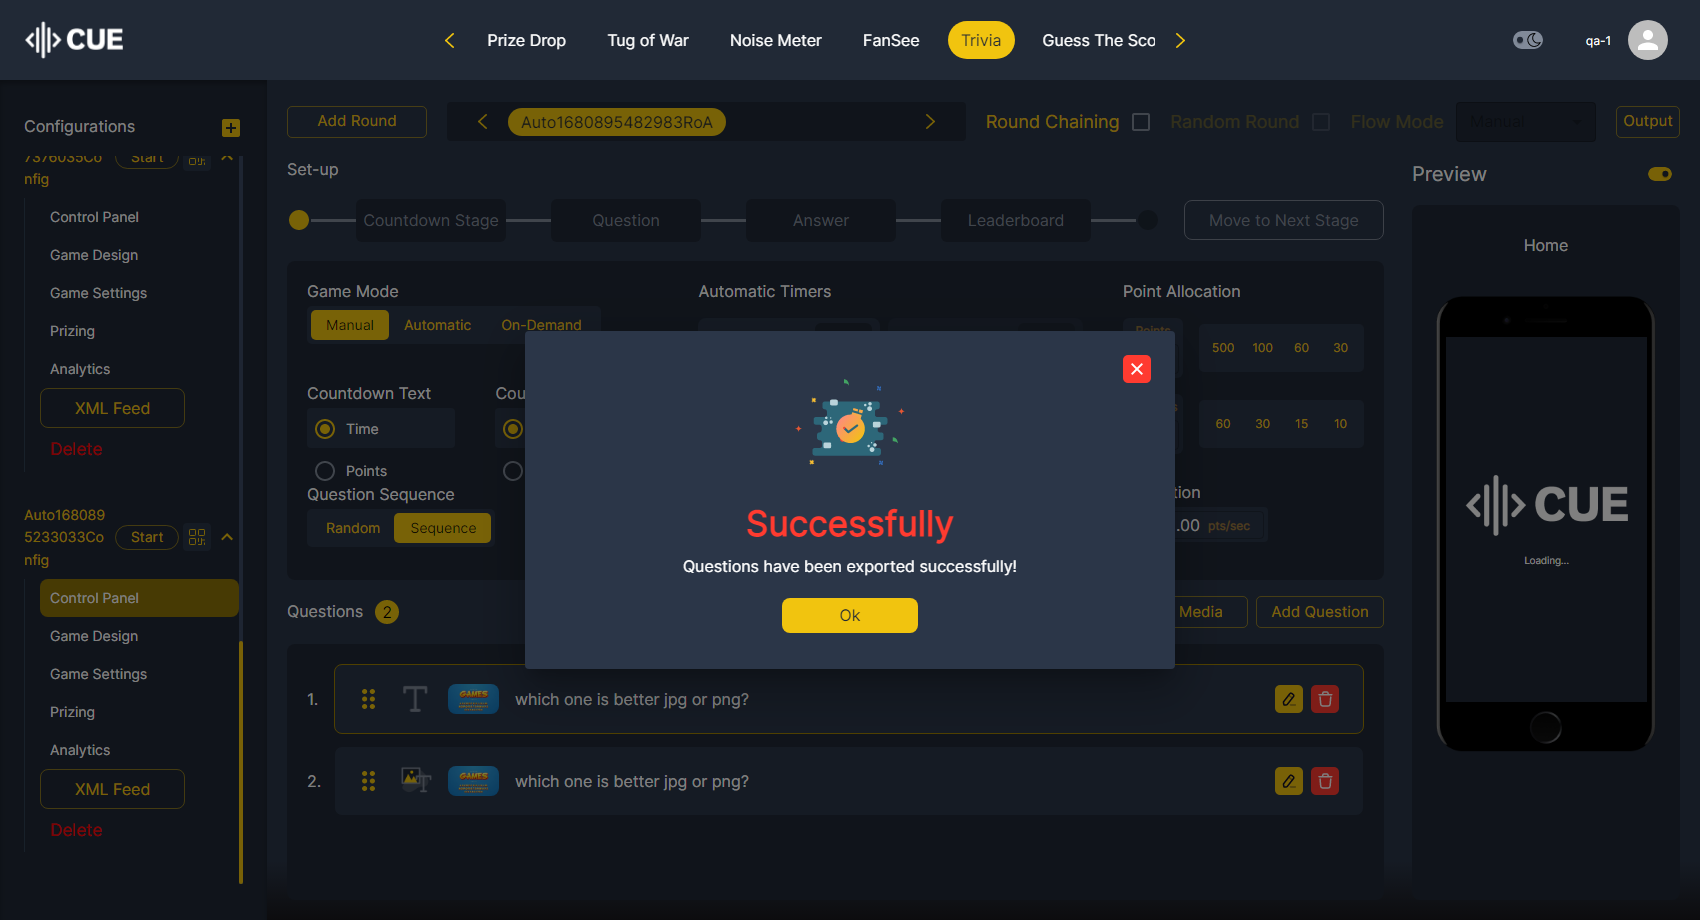 CUE
Prize Drop
Tug of War
Noise Meter
FanSee
Trivia
Guess The Sco
qa-1
Configurations
7376035Co
nfig
Start
Control Panel
Game Design
Game Settings
Prizing
Analytics
XML Feed
Delete
Auto168089
5233033Co
nfig
Start
Control Panel
Game Design
Game Settings
Prizing
Analytics
XML Feed
Delete
Add Round
Auto1680895482983RoA
Round Chaining
Random Round
Flow Mode
Manual
Output
Set-up
Countdown Stage
Question
Answer
Leaderboard
Move to Next Stage
Game Mode
Manual
Automatic
On-Demand
Automatic Timers
Point Allocation
Points
500 100 60 30
60 30 15 10
Countdown Text
Time
Points
Cou
Question Sequence
Random
Sequence
tion
.00 pts/sec
Successfully
Questions have been exported successfully!
Ok
Questions 2
Media
Add Question
1. which one is better jpg or png?
GAMES
2. which one is better jpg or png?
GAMES
Preview
Home
CUE
Loading...